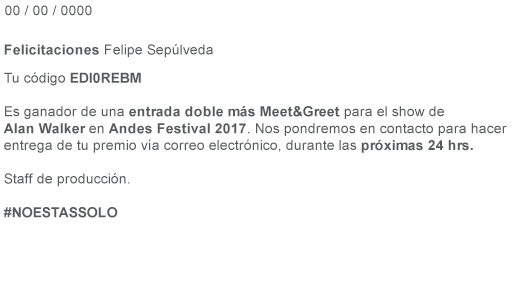 00 / 00 / 0000
Felicitaciones Felipe Sepúlveda
Tu código EDI0REBM
Es ganador de una entrada doble más Meet&Greet para el show de
Alan Walker en Andes Festival 2017. Nos pondremos en contacto para hacer
entrega de tu premio vía correo electrónico, durante las próximas 24 hrs.
Staff de producción.
#NOESTASSOLO